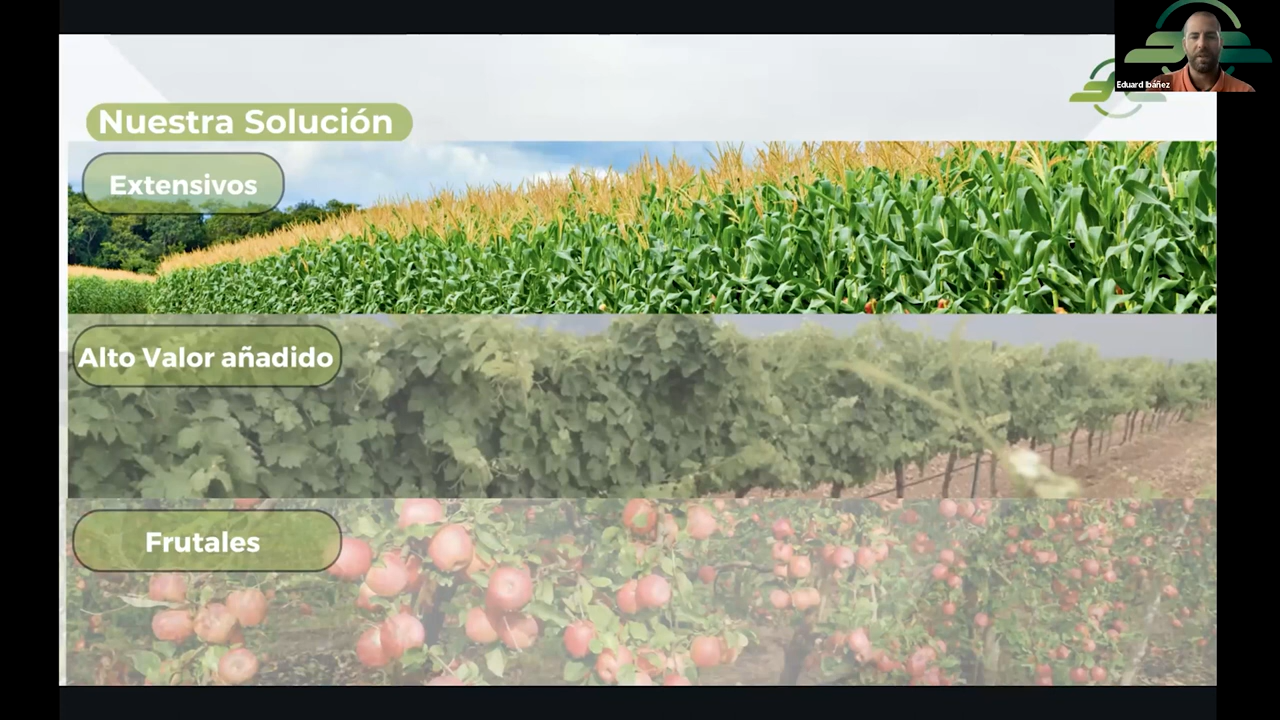 Eduard Ibáñez
Nuestra Solución
Extensivos
Alto Valor añadido
Frutales